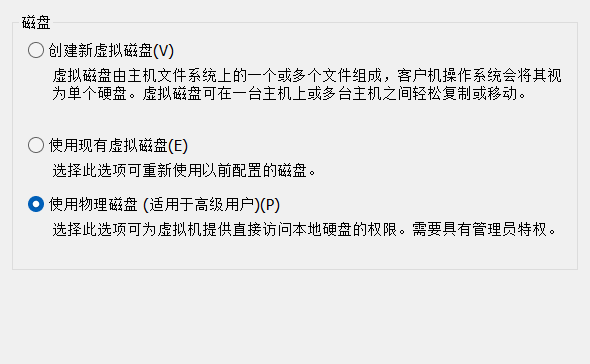 磁盘
创建新虚拟磁盘(V)
虚拟磁盘由主机文件系统上的一个或多个文件组成，客户机操作系统会将其视
为单个硬盘。虚拟磁盘可在一台主机上或多台主机之间轻松复制或移动。
使用现有虚拟磁盘(E)
选择此选项可重新使用以前配置的磁盘。
使用物理磁盘 (适用于高级用户)(P)
选择此选项可为虚拟机提供直接访问本地硬盘的权限。需要具有管理员特权。